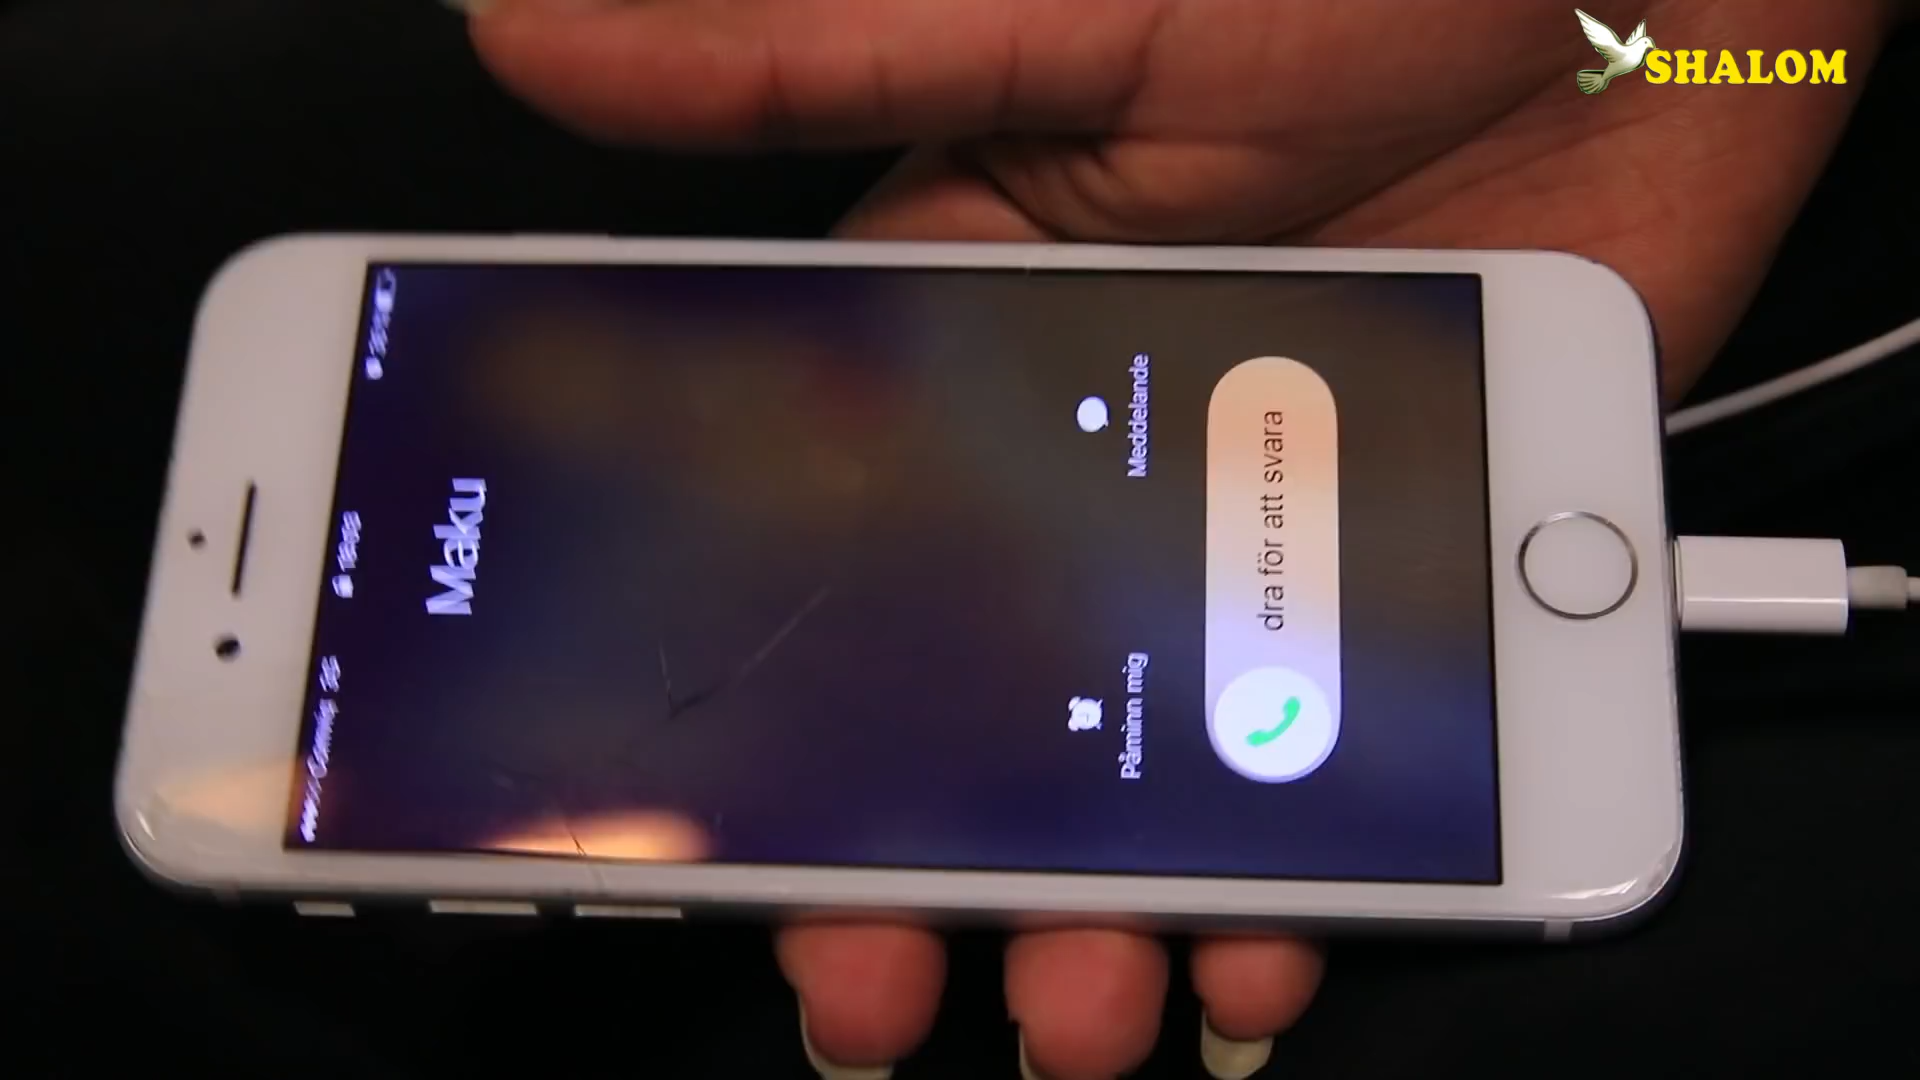 SHALOM
Maku
Påminn mig
Meddelande
dra för att svara